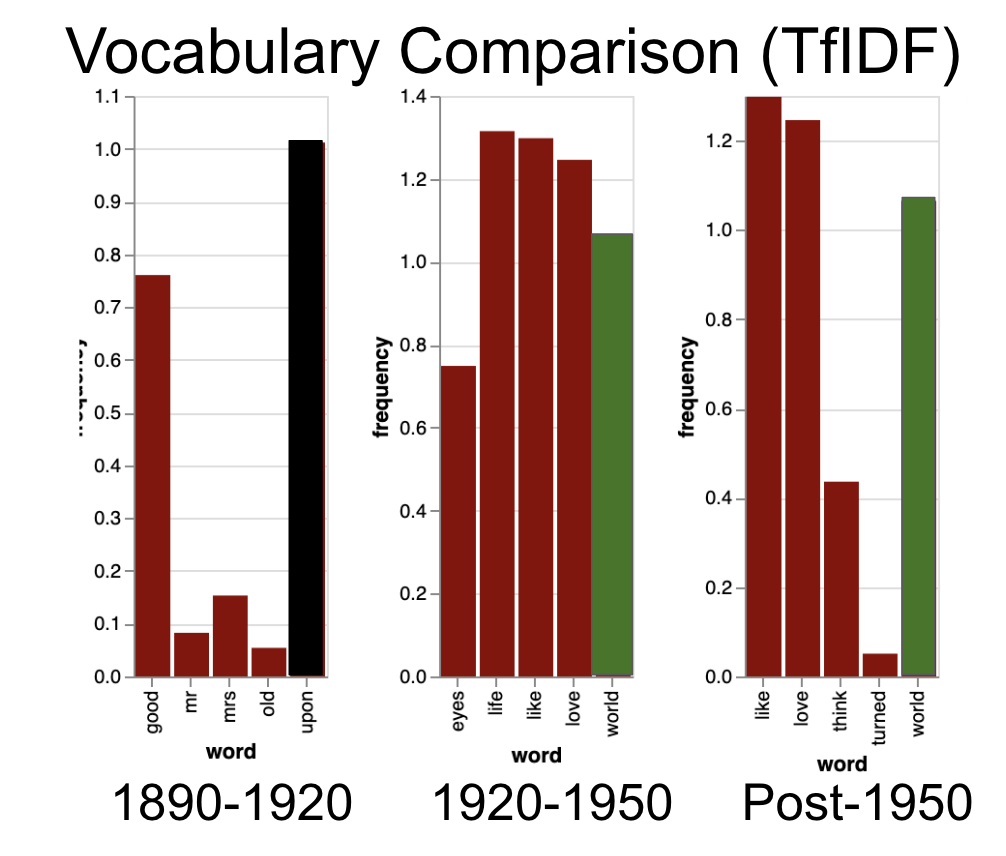 Vocabulary Comparison (TfIDF)
1.1
1.0
0.9
0.8
0.7
0.6
0.5
0.4
0.3
0.2
0.1
0.0
frequency
good
mr
mrs
old
upon
word
1890-1920
1.4
1.2
1.0
0.8
0.6
0.4
0.2
0.0
frequency
eyes
life
like
love
world
word
1920-1950
1.2
1.0
0.8
0.6
0.4
0.2
0.0
frequency
like
love
think
turned
world
word
Post-1950